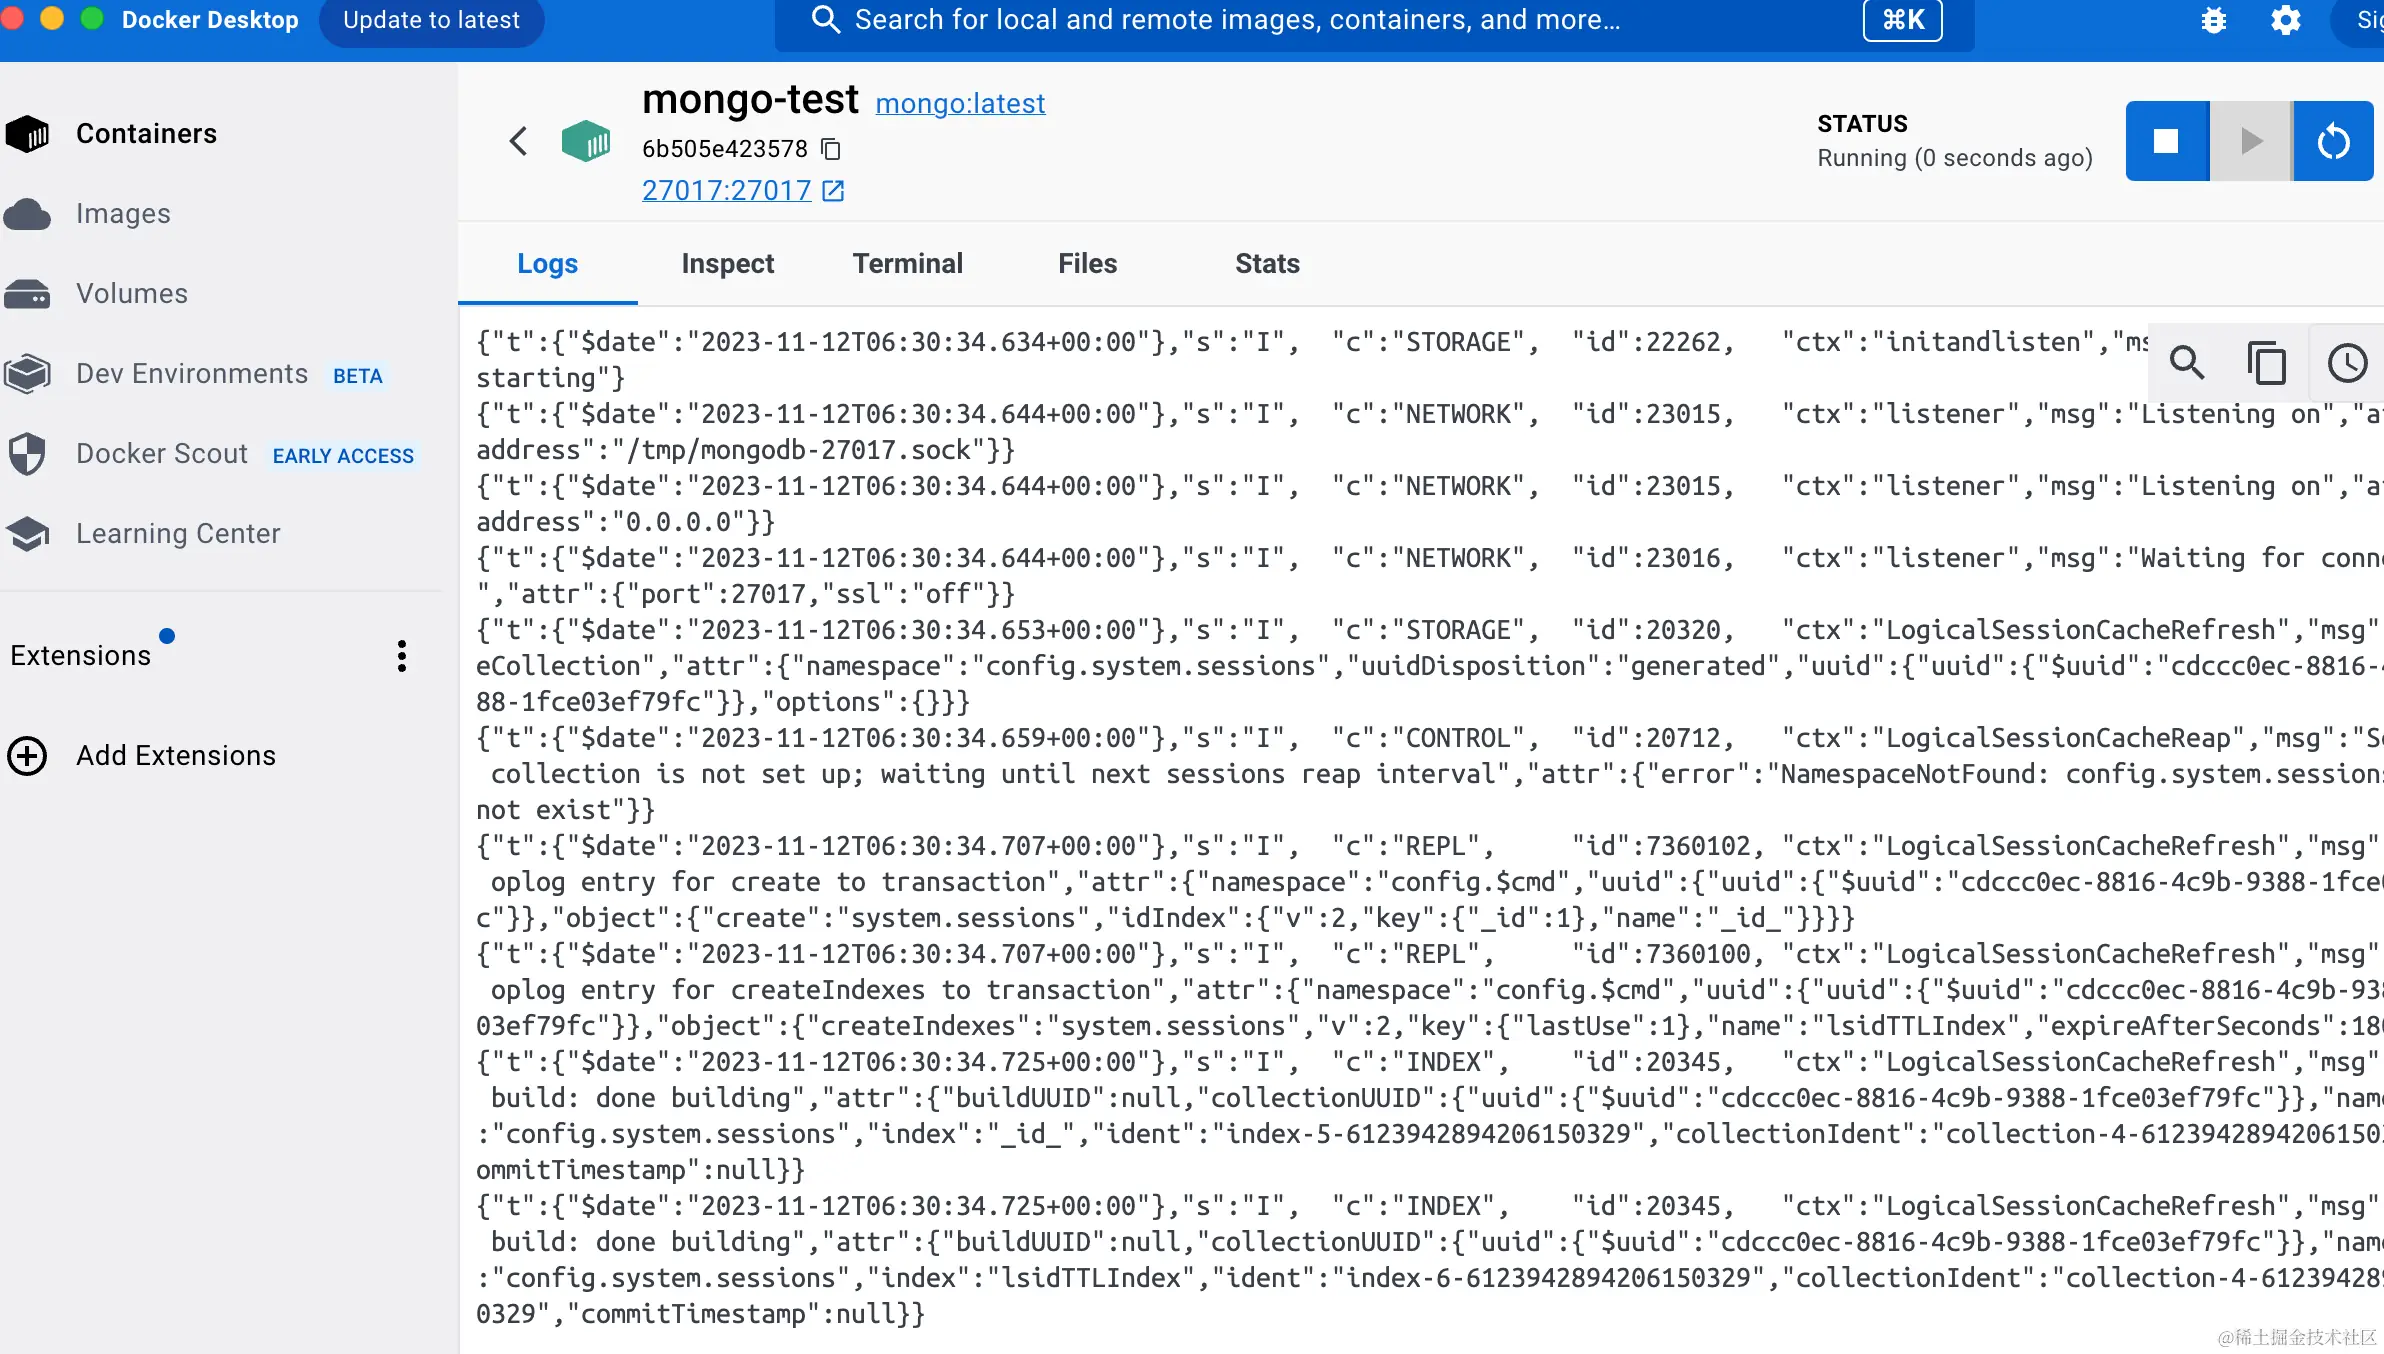 Docker Desktop Update to latest Search for local and remote images, containers, and more... ⌘K
Containers
Images
Volumes
Dev Environments BETA
Docker Scout EARLY ACCESS
Learning Center
Extensions
Add Extensions
mongo-test mongo:latest
6b505e423578
27017:27017
STATUS
Running (0 seconds ago)
Logs Inspect Terminal Files Stats
{"t":{"$date":"2023-11-12T06:30:34.634+00:00"},"s":"I", "c":"STORAGE", "id":22262, "ctx":"initandlisten","ms
starting"}
{"t":{"$date":"2023-11-12T06:30:34.644+00:00"},"s":"I", "c":"NETWORK", "id":23015, "ctx":"listener","msg":"Listening on","at
address":"/tmp/mongodb-27017.sock"}}
{"t":{"$date":"2023-11-12T06:30:34.644+00:00"},"s":"I", "c":"NETWORK", "id":23015, "ctx":"listener","msg":"Listening on","at
address":"0.0.0.0"}}
{"t":{"$date":"2023-11-12T06:30:34.644+00:00"},"s":"I", "c":"NETWORK", "id":23016, "ctx":"listener","msg":"Waiting for conne
","attr":{"port":27017,"ssl":"off"}}
{"t":{"$date":"2023-11-12T06:30:34.653+00:00"},"s":"I", "c":"STORAGE", "id":20320, "ctx":"LogicalSessionCacheRefresh","msg"
eCollection","attr":{"namespace":"config.system.sessions","uuidDisposition":"generated","uuid":{"uuid":{"$uuid":"cdccc0ec-8816-4
88-1fce03ef79fc"}},"options":{}}}
{"t":{"$date":"2023-11-12T06:30:34.659+00:00"},"s":"I", "c":"CONTROL", "id":20712, "ctx":"LogicalSessionCacheReap","msg":"Se
collection is not set up; waiting until next sessions reap interval","attr":{"error":"NamespaceNotFound: config.system.sessions
not exist"}}
{"t":{"$date":"2023-11-12T06:30:34.707+00:00"},"s":"I", "c":"REPL", "id":7360102, "ctx":"LogicalSessionCacheRefresh","msg"
oplog entry for create to transaction","attr":{"namespace":"config.$cmd","uuid":{"uuid":{"$uuid":"cdccc0ec-8816-4c9b-9388-1fce0
c"}},"object":{"create":"system.sessions","idIndex":{"v":2,"key":{"_id":1},"name":"_id_"}}}}
{"t":{"$date":"2023-11-12T06:30:34.707+00:00"},"s":"I", "c":"REPL", "id":7360100, "ctx":"LogicalSessionCacheRefresh","msg"
oplog entry for createIndexes to transaction","attr":{"namespace":"config.$cmd","uuid":{"uuid":{"$uuid":"cdccc0ec-8816-4c9b-938
03ef79fc"}},"object":{"createIndexes":"system.sessions","v":2,"key":{"lastUse":1},"name":"lsidTTLIndex","expireAfterSeconds":180
{"t":{"$date":"2023-11-12T06:30:34.725+00:00"},"s":"I", "c":"INDEX", "id":20345, "ctx":"LogicalSessionCacheRefresh","msg"
build: done building","attr":{"buildUUID":null,"collectionUUID":{"uuid":{"$uuid":"cdccc0ec-8816-4c9b-9388-1fce03ef79fc"}},"name
:"config.system.sessions","index":"_id_","ident":"index-5-6123942894206150329","collectionIdent":"collection-4-61239428942061503
ommitTimestamp":null}}
{"t":{"$date":"2023-11-12T06:30:34.725+00:00"},"s":"I", "c":"INDEX", "id":20345, "ctx":"LogicalSessionCacheRefresh","msg"
build: done building","attr":{"buildUUID":null,"collectionUUID":{"uuid":{"$uuid":"cdccc0ec-8816-4c9b-9388-1fce03ef79fc"}},"name
:"config.system.sessions","index":"lsidTTLIndex","ident":"index-6-6123942894206150329","collectionIdent":"collection-4-612394289
0329","commitTimestamp":null}}
@稀土掘金技术社区